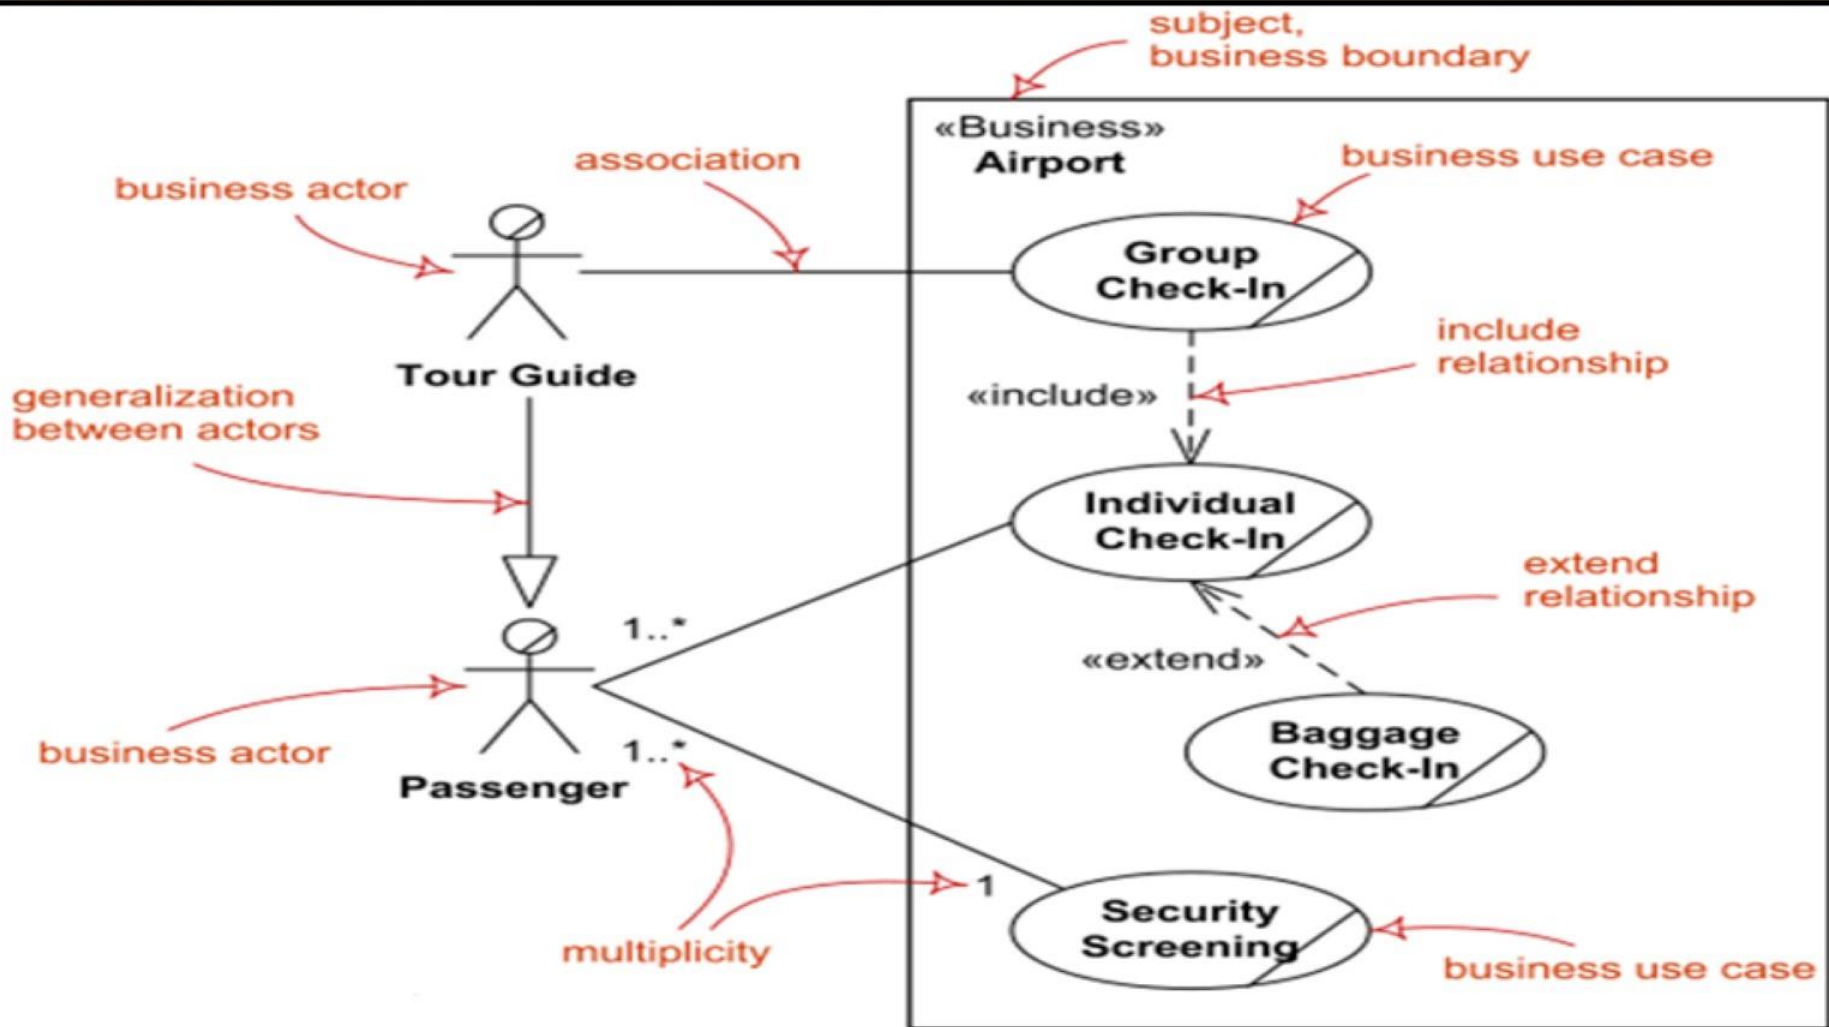 subject,
business boundary
«Business»
Airport
business use case
association
business actor
Group
Check-In
include
relationship
«include»
Tour Guide
generalization
between actors
Individual
Check-In
extend
relationship
1..*
«extend»
Baggage
Check-In
1..*
business actor
Passenger
1
Security
Screening
multiplicity
business use case